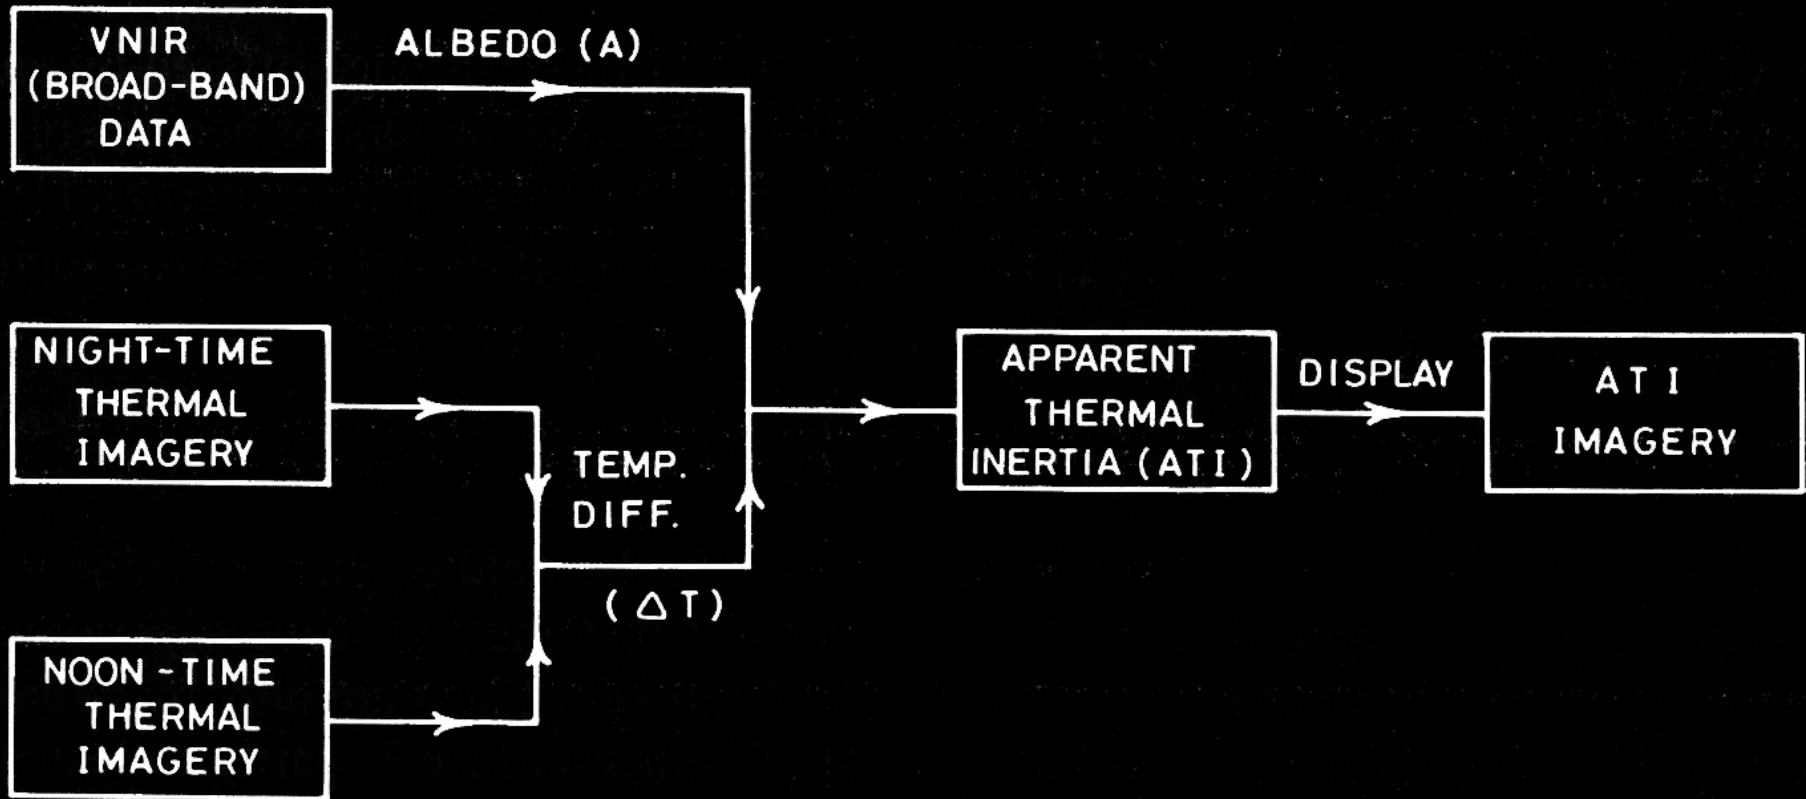 VNIR
(BROAD-BAND)
DATA
ALBEDO (A)
NIGHT-TIME
THERMAL
IMAGERY
TEMP.
DIFF.
(ΔT)
NOON-TIME
THERMAL
IMAGERY
APPARENT
THERMAL
INERTIA (ATI)
DISPLAY
ATI
IMAGERY